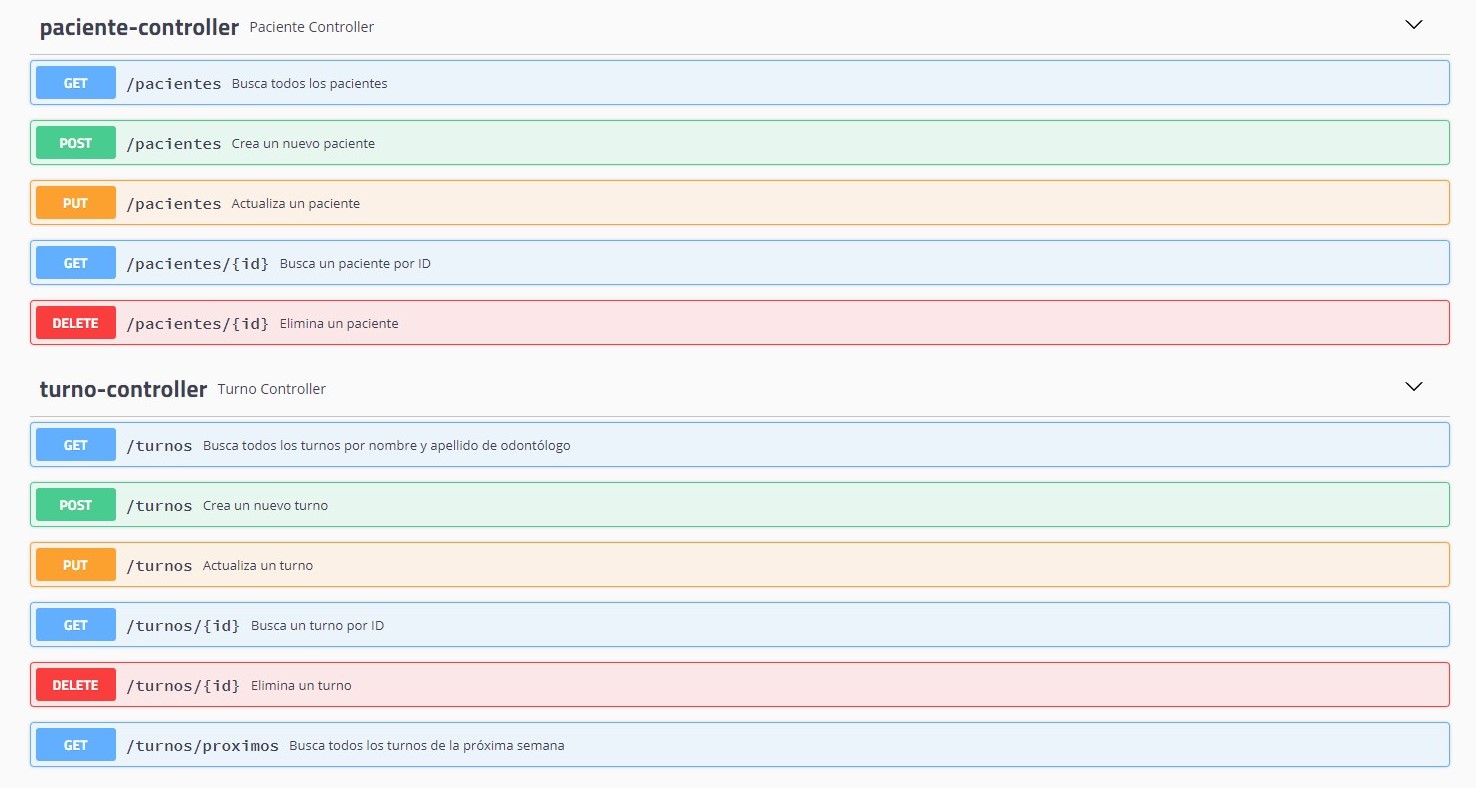 paciente-controller Paciente Controller
GET /pacientes Busca todos los pacientes
POST /pacientes Crea un nuevo paciente
PUT /pacientes Actualiza un paciente
GET /pacientes/{id} Busca un paciente por ID
DELETE /pacientes/{id} Elimina un paciente
turno-controller Turno Controller
GET /turnos Busca todos los turnos por nombre y apellido de odontólogo
POST /turnos Crea un nuevo turno
PUT /turnos Actualiza un turno
GET /turnos/{id} Busca un turno por ID
DELETE /turnos/{id} Elimina un turno
GET /turnos/proximos Busca todos los turnos de la próxima semana